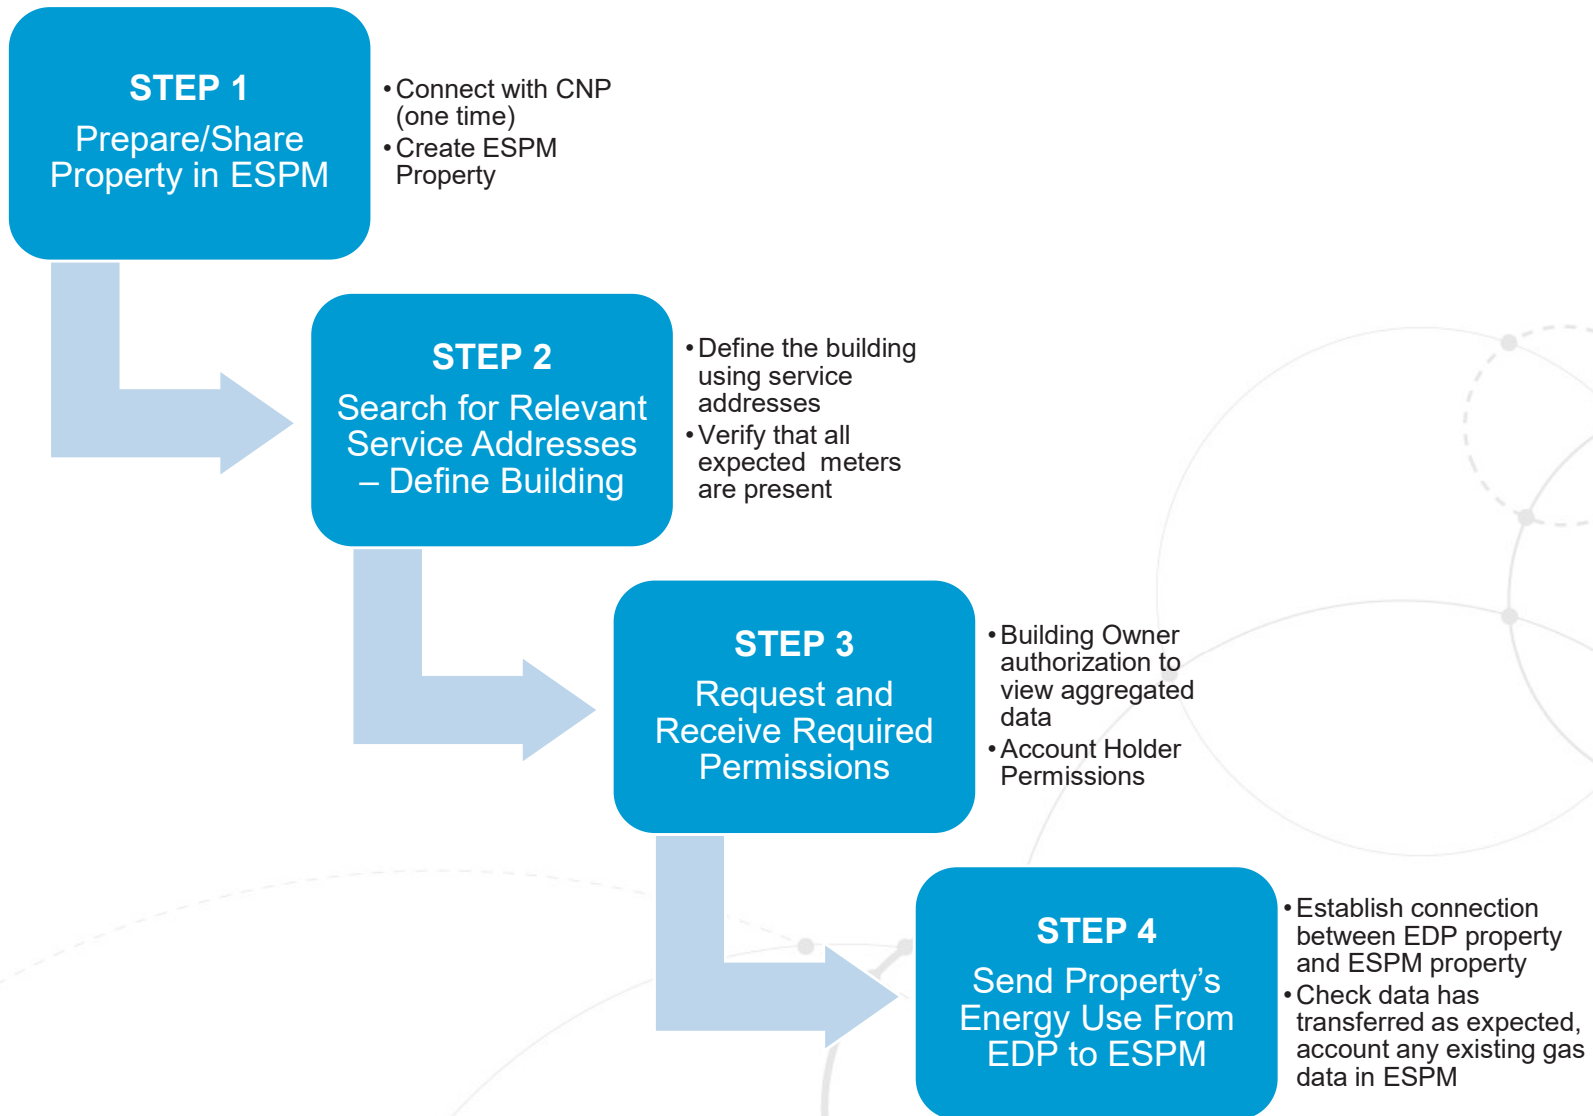 STEP 1
Prepare/Share
Property in ESPM
• Connect with CNP
(one time)
• Create ESPM
Property
STEP 2
Search for Relevant
Service Addresses
– Define Building
• Define the building
using service
addresses
• Verify that all
expected meters
are present
STEP 3
Request and
Receive Required
Permissions
• Building Owner
authorization to
view aggregated
data
• Account Holder
Permissions
STEP 4
Send Property’s
Energy Use From
EDP to ESPM
• Establish connection
between EDP property
and ESPM property
• Check data has
transferred as expected,
account any existing gas
data in ESPM